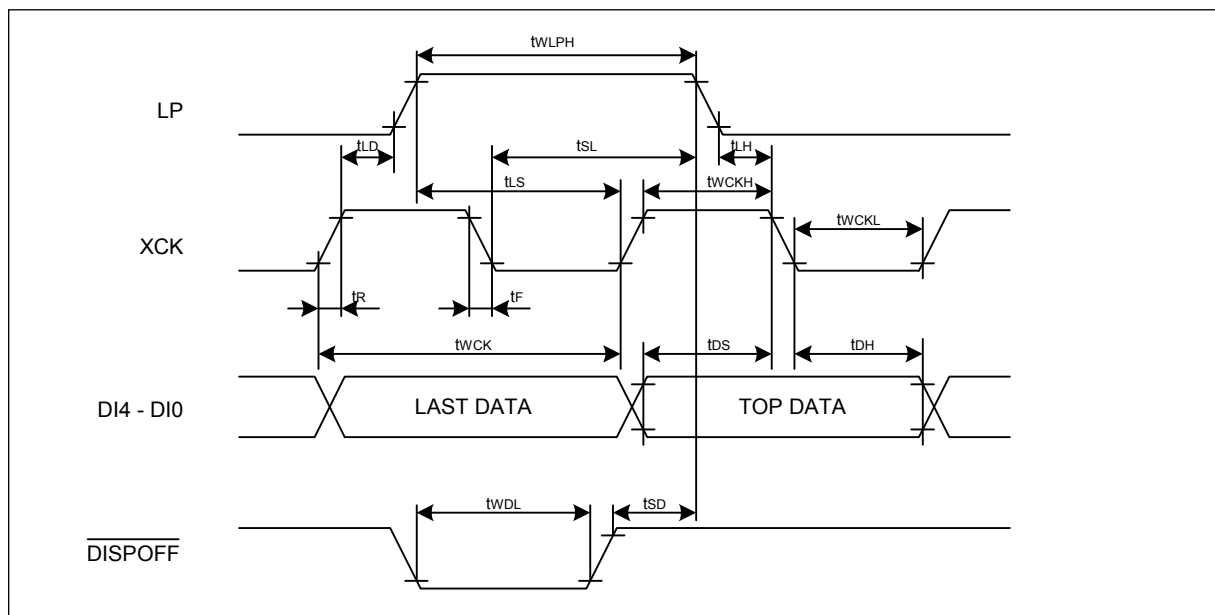 tWLPH
LP
tLD
tSL
tLH
tLS
tWCKH
XCK
tWCKL
tR
tF
tWCK
tDS
tDH
DI4 - DI0
LAST DATA
TOP DATA
tWDL
tSD
DISPOFF